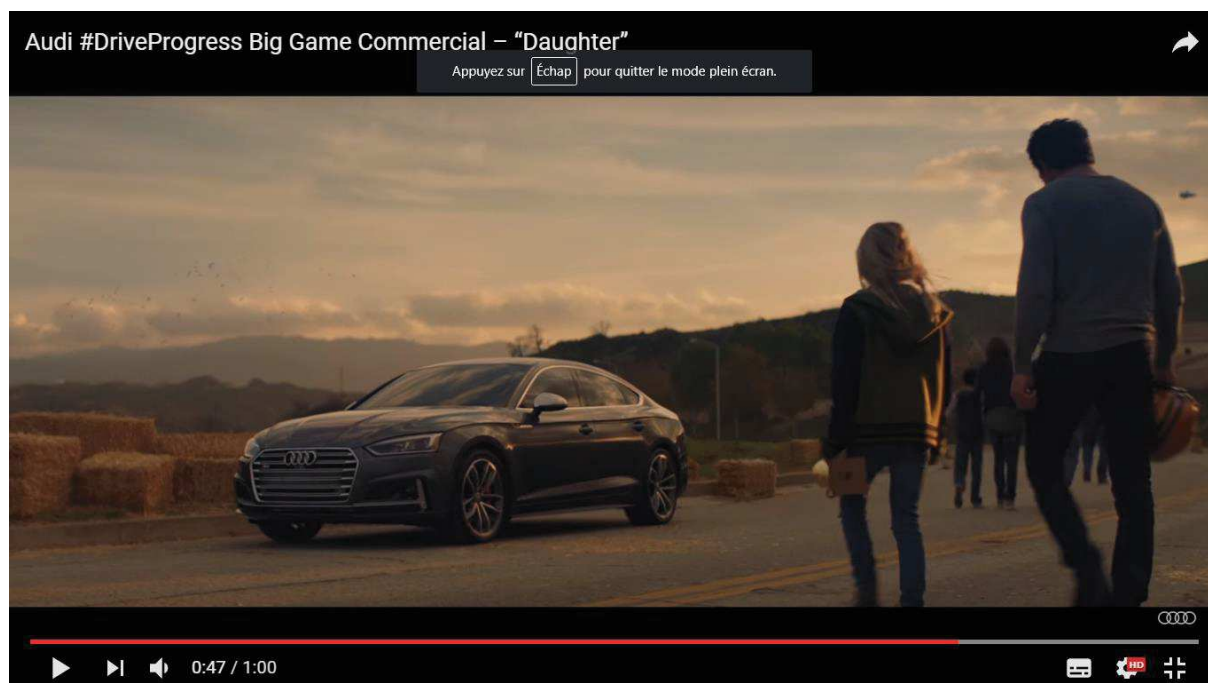 Audi #DriveProgress Big Game Commercial – “Daughter”
Appuyez sur Échap pour quitter le mode plein écran.
0:47 / 1:00
HD